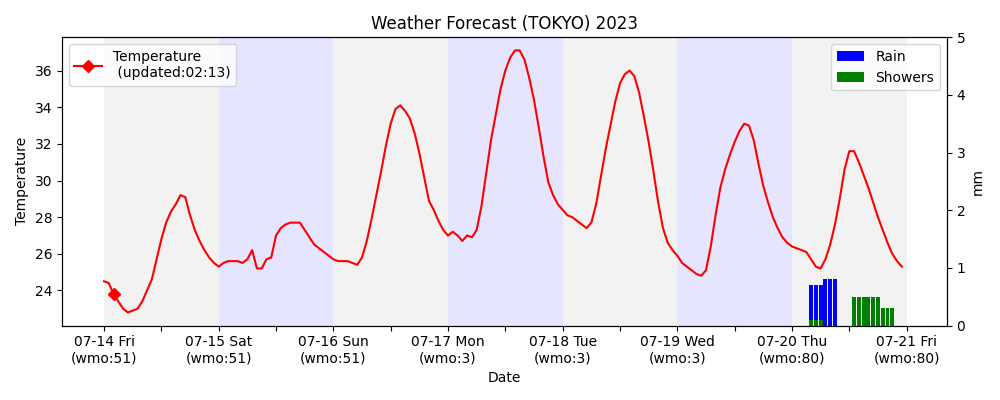 Weather Forecast (TOKYO) 2023
Temperature
(updated:02:13)
Rain
Showers
Temperature
36
34
32
30
28
26
24
5
4
3
2
1
0
mm
07-14 Fri
(wmo:51)
07-15 Sat
(wmo:51)
07-16 Sun
(wmo:51)
07-17 Mon
(wmo:3)
07-18 Tue
(wmo:3)
07-19 Wed
(wmo:3)
07-20 Thu
(wmo:80)
07-21 Fri
(wmo:80)
Date